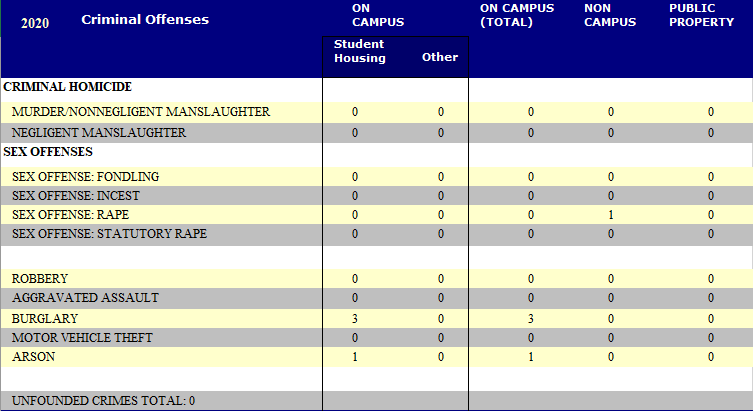 2020 Criminal Offenses ON CAMPUS ON CAMPUS (TOTAL) NON CAMPUS PUBLIC PROPERTY
Student Housing Other
CRIMINAL HOMICIDE
MURDER/NONNEGLIGENT MANSLAUGHTER 0 0 0 0 0
NEGLIGENT MANSLAUGHTER 0 0 0 0 0
SEX OFFENSES
SEX OFFENSE: FONDLING 0 0 0 0 0
SEX OFFENSE: INCEST 0 0 0 0 0
SEX OFFENSE: RAPE 0 0 0 1 0
SEX OFFENSE: STATUTORY RAPE 0 0 0 0 0
ROBBERY 0 0 0 0 0
AGGRAVATED ASSAULT 0 0 0 0 0
BURGLARY 3 0 3 0 0
MOTOR VEHICLE THEFT 0 0 0 0 0
ARSON 1 0 1 0 0
UNFOUNDED CRIMES TOTAL: 0